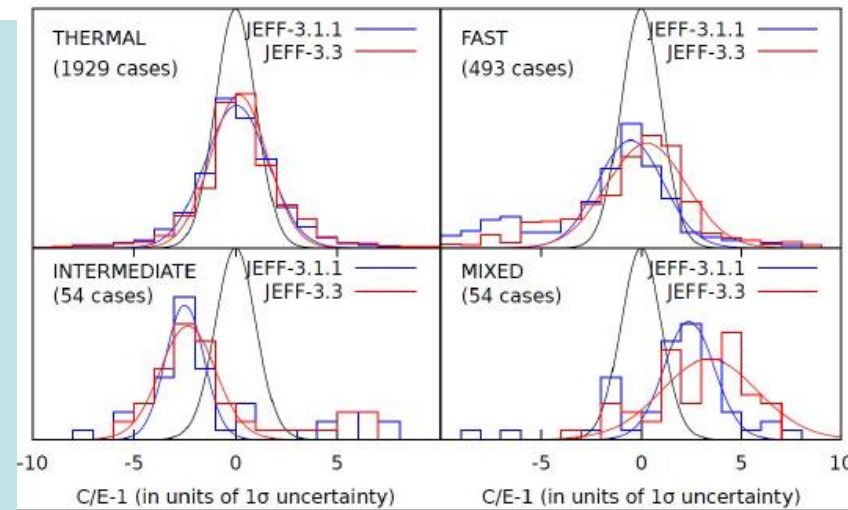 THERMAL
(1929 cases)
JEFF-3.1.1
JEFF-3.3
FAST
(493 cases)
JEFF-3.1.1
JEFF-3.3
INTERMEDIATE
(54 cases)
JEFF-3.1.1
JEFF-3.3
MIXED
(54 cases)
JEFF-3.1.1
JEFF-3.3
-10 -5 0 5 -5 0 5 10
C/E-1 (in units of 1σ uncertainty) C/E-1 (in units of 1σ uncertainty)